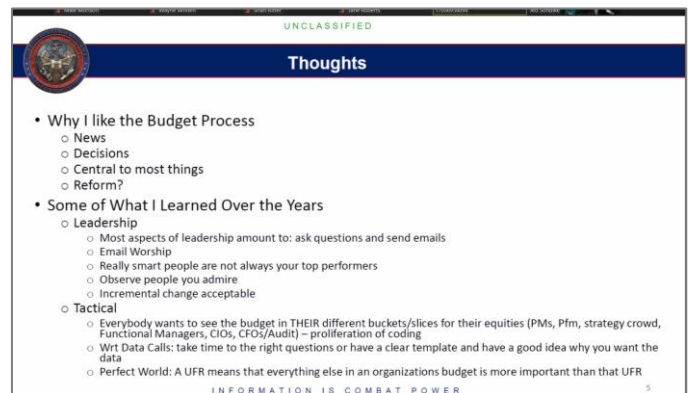 UNCLASSIFIED
Thoughts
• Why I like the Budget Process
o News
o Decisions
o Central to most things
o Reform?
• Some of What I Learned Over the Years
o Leadership
o Most aspects of leadership amount to: ask questions and send emails
o Email Worship
o Really smart people are not always your top performers
o Observe people you admire
o Incremental change acceptable
o Tactical
o Everybody wants to see the budget in THEIR different buckets/slices for their equities (PMs, Pfm, strategy crowd,
Functional Managers, CIOs, CFOs/Audit) – proliferation of coding
o Wrt Data Calls: take time to the right questions or have a clear template and have a good idea why you want the
data
o Perfect World: A UFR means that everything else in an organizations budget is more important than that UFR
INFORMATION IS COMBAT POWER
5